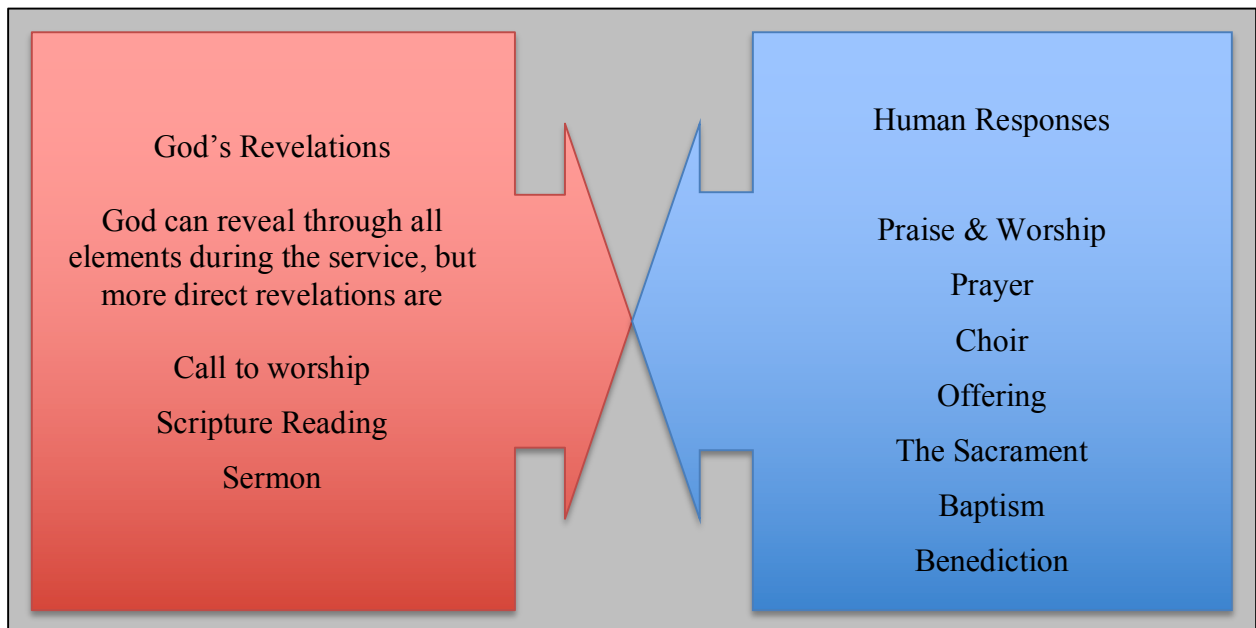 God’s Revelations
God can reveal through all
elements during the service, but
more direct revelations are
Call to worship
Scripture Reading
Sermon
Human Responses
Praise & Worship
Prayer
Choir
Offering
The Sacrament
Baptism
Benediction